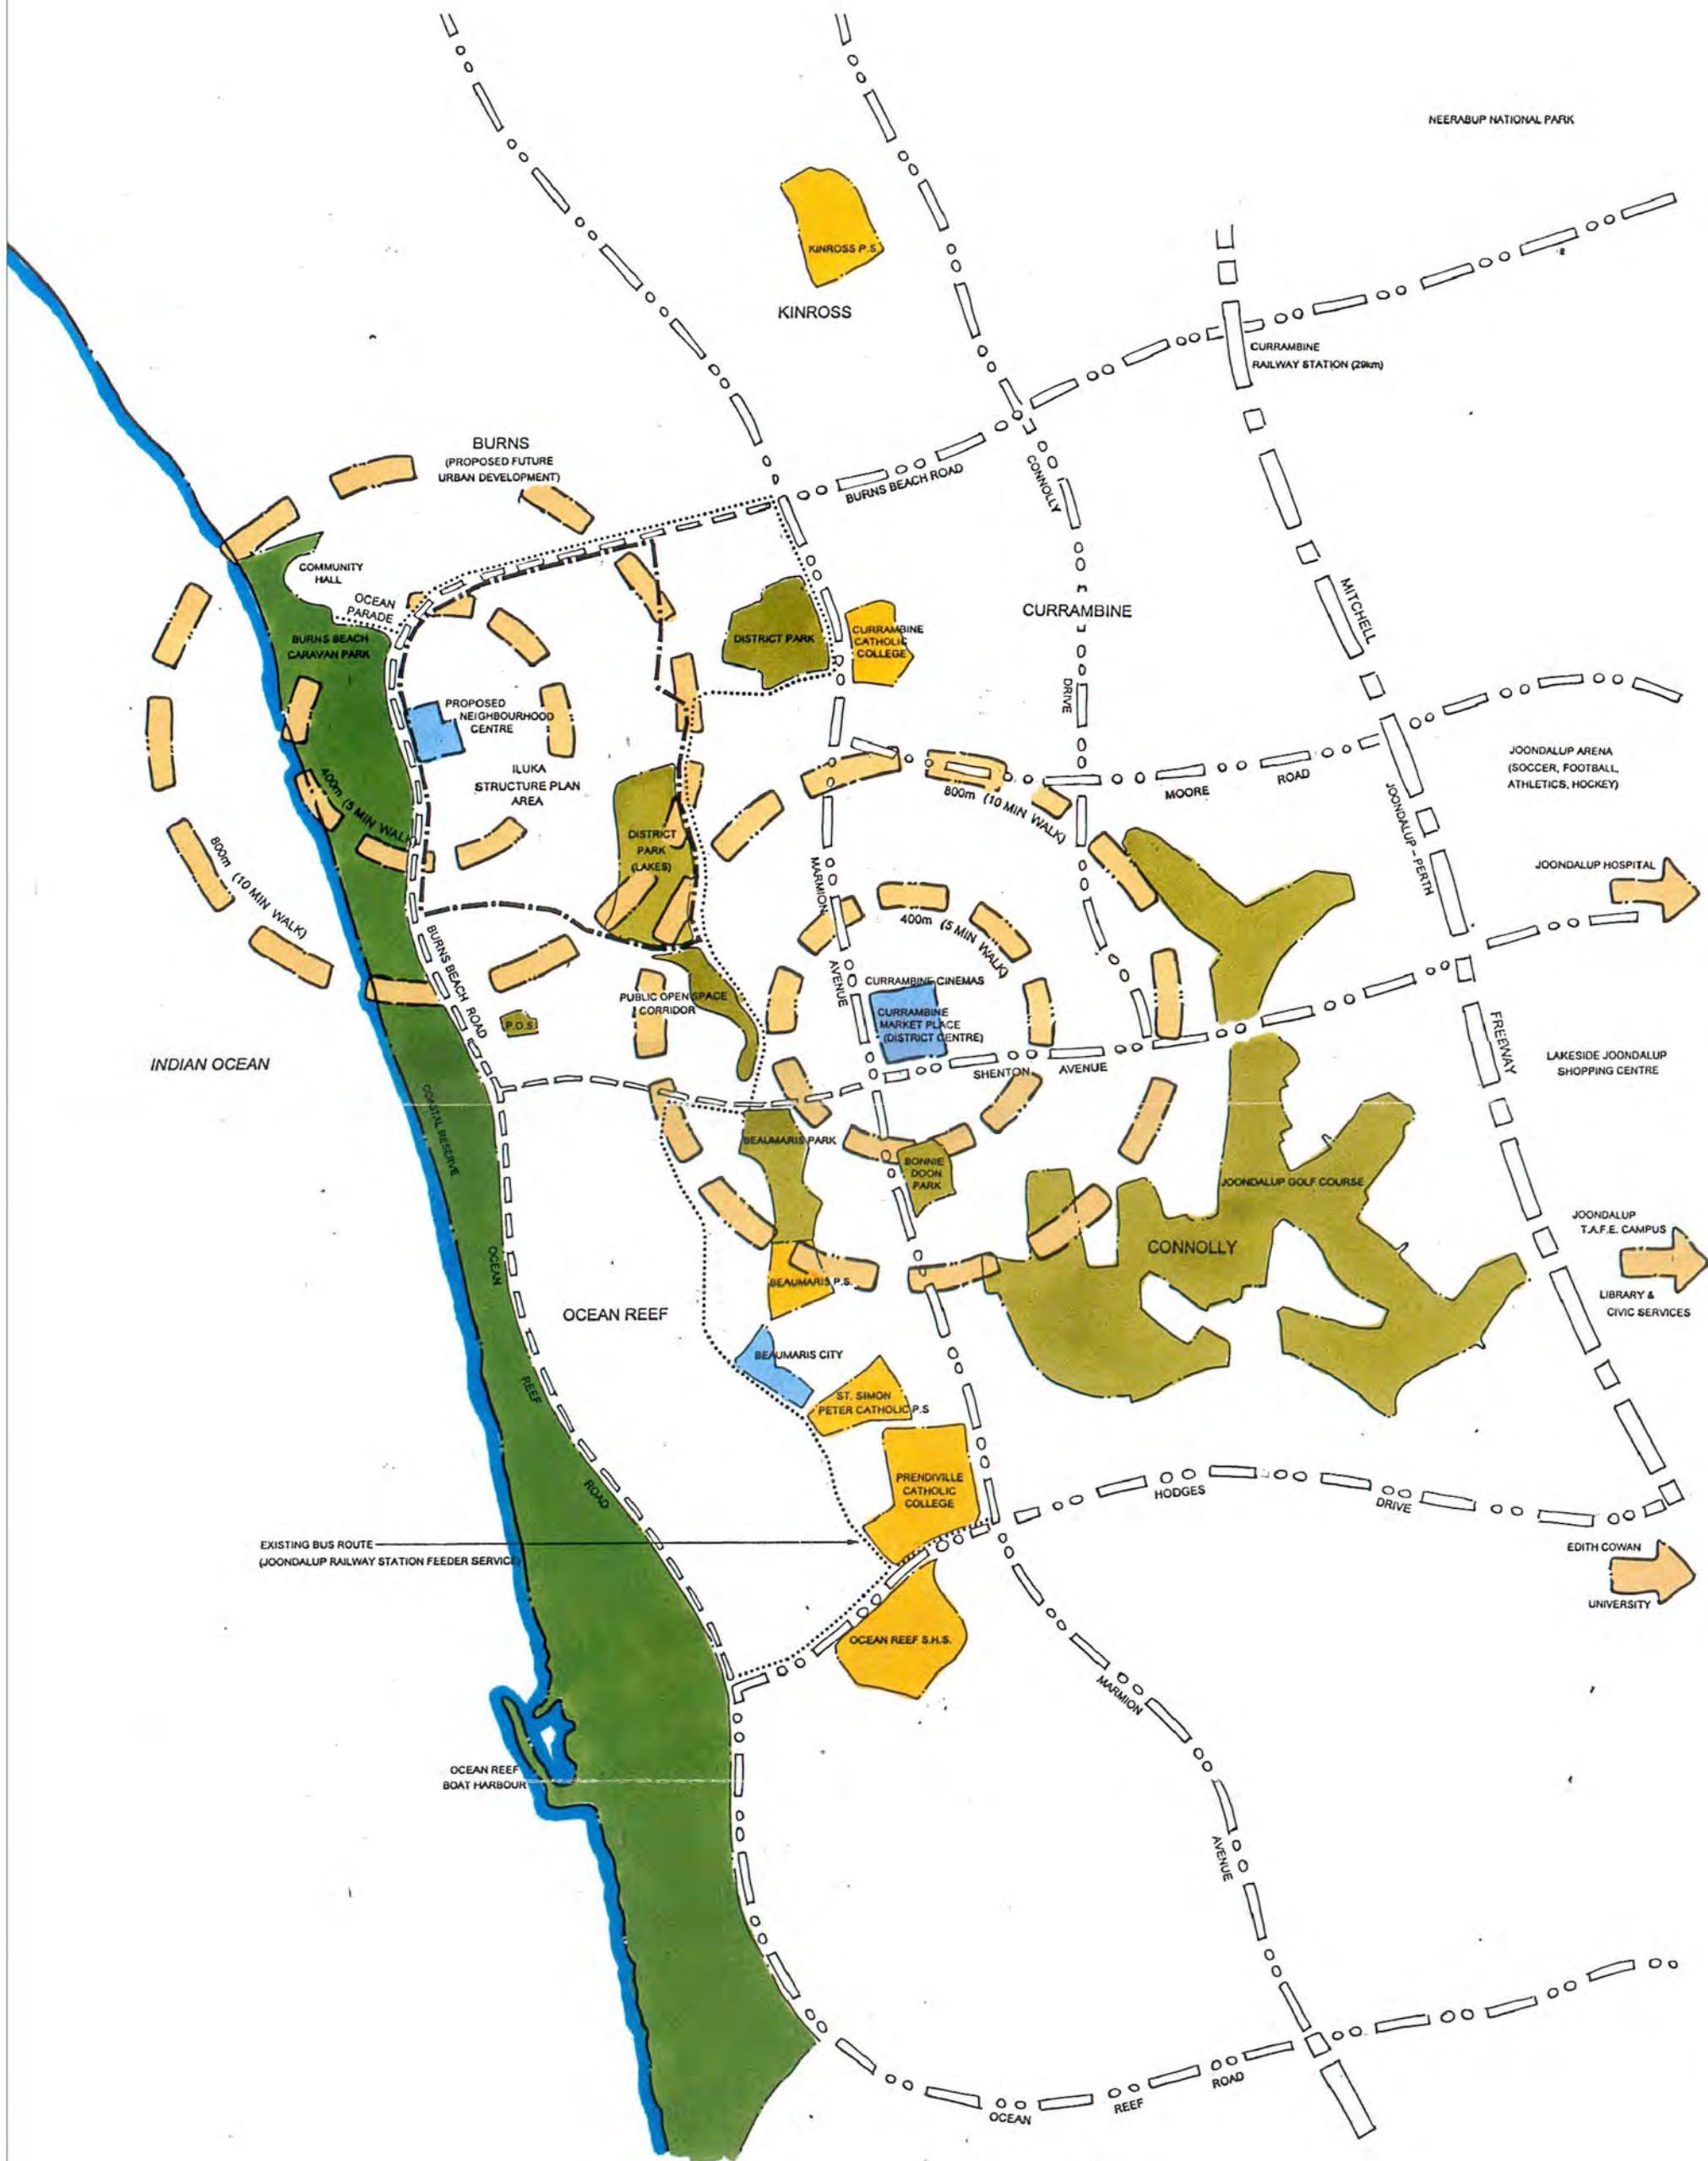 NEERABUP NATIONAL PARK
KINROSS P.S.
KINROSS
CURRAMBINE
RAILWAY STATION (29km)
BURNS
(PROPOSED FUTURE
URBAN DEVELOPMENT)
BURNS BEACH ROAD
CONNOLLY
COMMUNITY
HALL
OCEAN
PARADE
BURNS BEACH
CARAVAN PARK
DISTRICT PARK
CURRAMBINE
CATHOLIC
COLLEGE
CURRAMBINE
MITCHELL
DRIVE
PROPOSED
NEIGHBOURHOOD
CENTRE
ILUKA
STRUCTURE PLAN
AREA
400m (5 MIN WALK)
800m (10 MIN WALK)
MOORE
ROAD
JOONDALUP ARENA
(SOCCER, FOOTBALL,
ATHLETICS, HOCKEY)
JOONDALUP - PERTH
800m (10 MIN WALK)
DISTRICT
PARK
(LAKES)
MARMION
JOONDALUP HOSPITAL
400m (5 MIN WALK)
BURNS BEACH ROAD
AVENUE
CURRAMBINE CINEMAS
PUBLIC OPEN SPACE
CORRIDOR
P.O.S.
CURRAMBINE
MARKET PLACE
(DISTRICT CENTRE)
FREEWAY
INDIAN OCEAN
SHENTON
AVENUE
LAKESIDE JOONDALUP
SHOPPING CENTRE
COASTAL RESERVE
BEAUMARIS PARK
BONNIE
DOON
PARK
JOONDALUP GOLF COURSE
JOONDALUP
T.A.F.E. CAMPUS
CONNOLLY
OCEAN
BEAUMARIS P.S.
LIBRARY &
CIVIC SERVICES
OCEAN REEF
BEAUMARIS CITY
REEF
ST. SIMON
PETER CATHOLIC P.S
PRENDIVILLE
CATHOLIC
COLLEGE
ROAD
HODGES
DRIVE
EXISTING BUS ROUTE
(JOONDALUP RAILWAY STATION FEEDER SERVICE)
EDITH COWAN
UNIVERSITY
OCEAN REEF S.H.S.
MARMION
OCEAN REEF
BOAT HARBOUR
AVENUE
ROAD
REEF
OCEAN